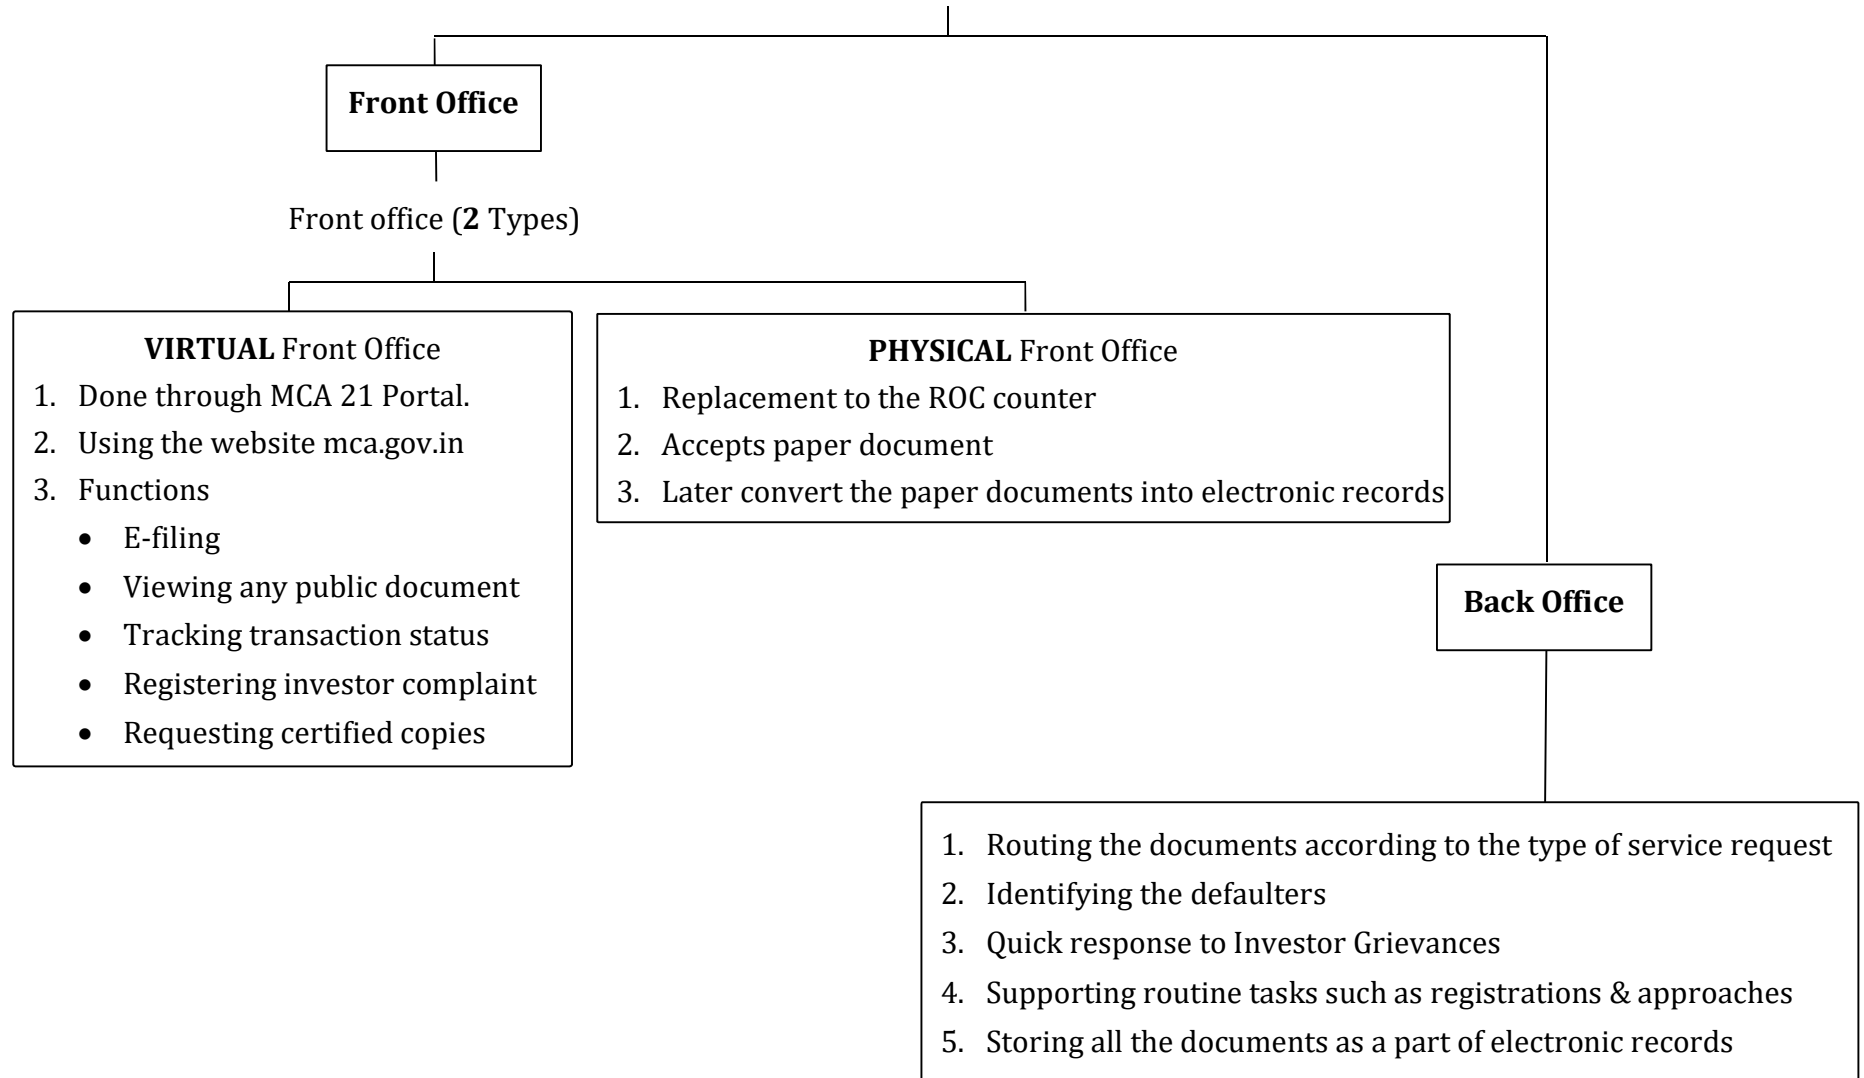 Front Office
Front office (2 Types)
VIRTUAL Front Office
1. Done through MCA 21 Portal.
2. Using the website mca.gov.in
3. Functions
• E-filing
• Viewing any public document
• Tracking transaction status
• Registering investor complaint
• Requesting certified copies
PHYSICAL Front Office
1. Replacement to the ROC counter
2. Accepts paper document
3. Later convert the paper documents into electronic records
Back Office
1. Routing the documents according to the type of service request
2. Identifying the defaulters
3. Quick response to Investor Grievances
4. Supporting routine tasks such as registrations & approaches
5. Storing all the documents as a part of electronic records